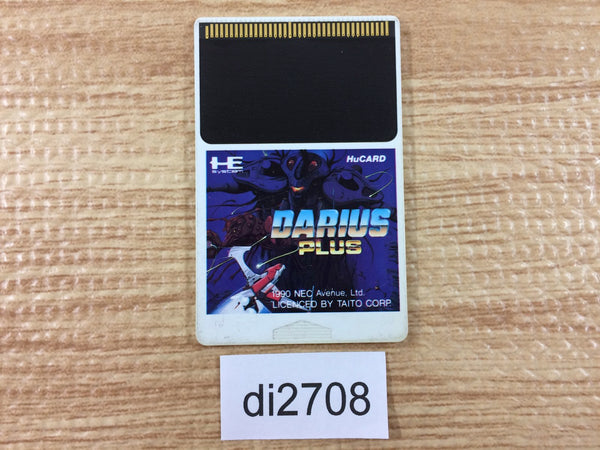 HE
system
HuCARD
DARIUS
PLUS
1990 NEC Avenue, Ltd.
LICENCED BY TAITO CORP.
di2708